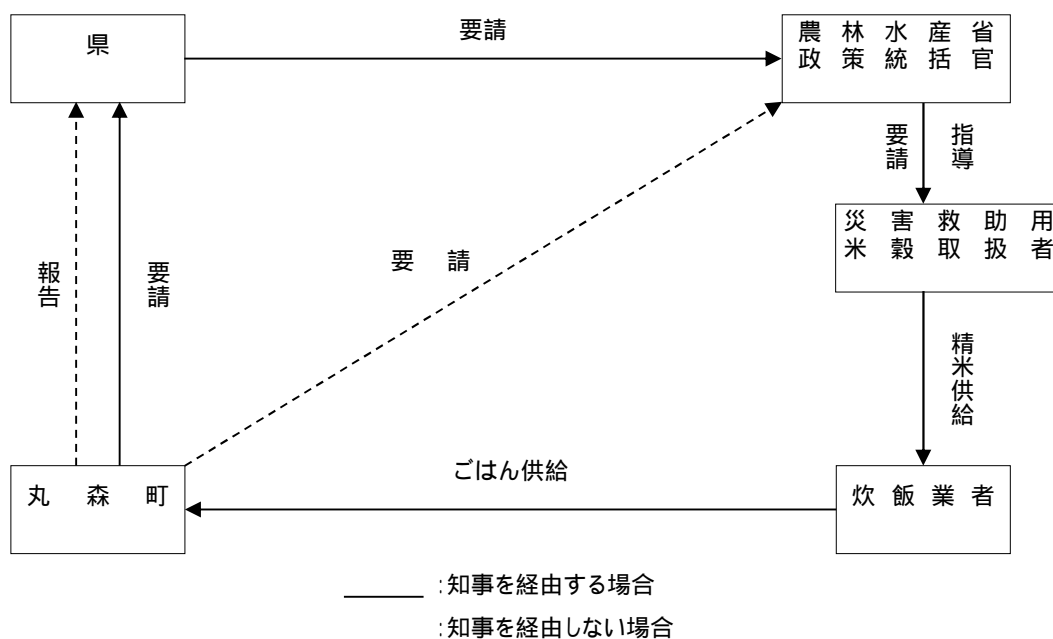 県
要請
農林水産省
政策統括官
要請
指導
災害救助用
米穀取扱者
報告
要請
要請
精米供給
丸森町
ごはん供給
炊飯業者
:知事を経由する場合
:知事を経由しない場合